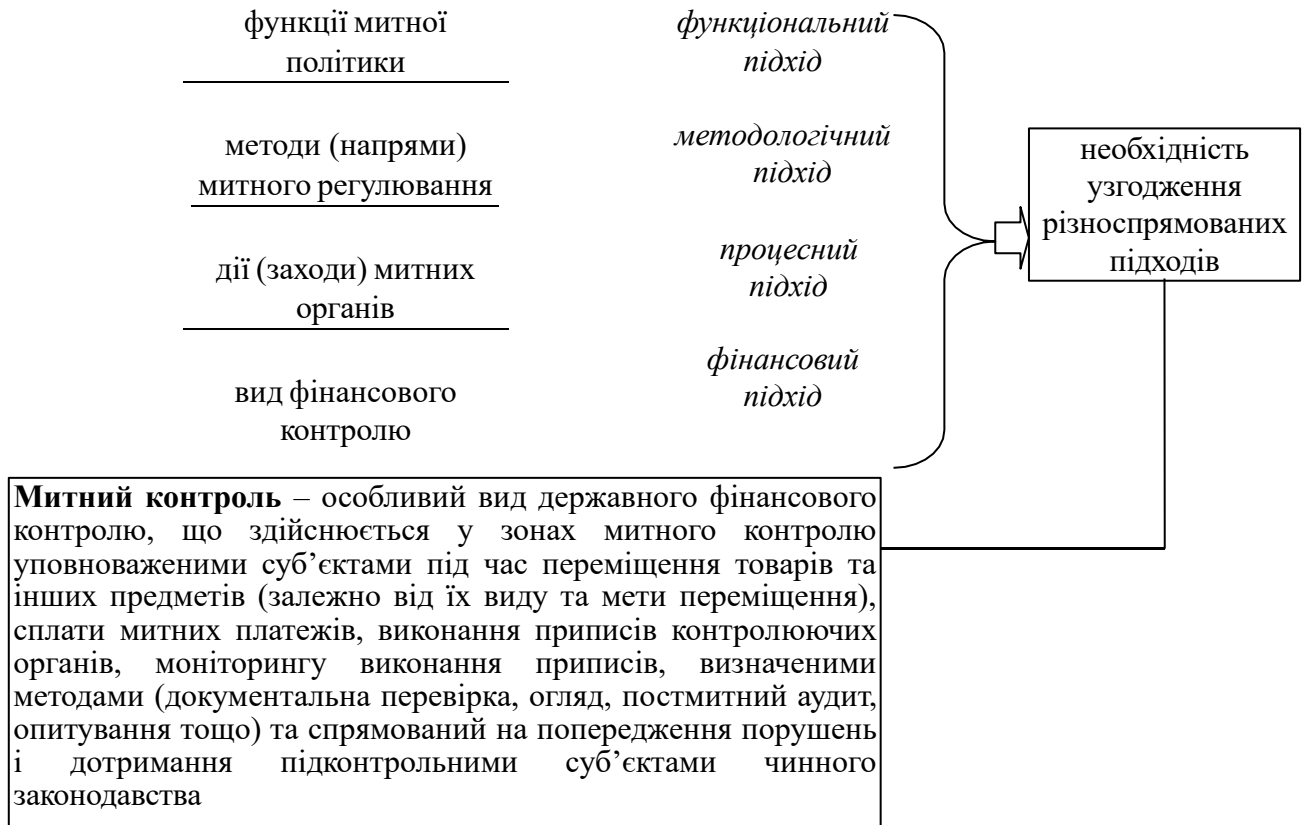 функції митної
політики
функціональний
підхід
методи (напрями)
митного регулювання
методологічний
підхід
дії (заходи) митних
органів
процесний
підхід
вид фінансового
контролю
фінансовий
підхід
необхідність
узгодження
різноспрямованих
підходів
Митний контроль – особливий вид державного фінансового
контролю, що здійснюється у зонах митного контролю
уповноваженими суб’єктами під час переміщення товарів та
інших предметів (залежно від їх виду та мети переміщення),
сплати митних платежів, виконання приписів контролюючих
органів, моніторингу виконання приписів, визначеними
методами (документальна перевірка, огляд, постмитний аудит,
опитування тощо) та спрямований на попередження порушень
і дотримання підконтрольними суб’єктами чинного
законодавства